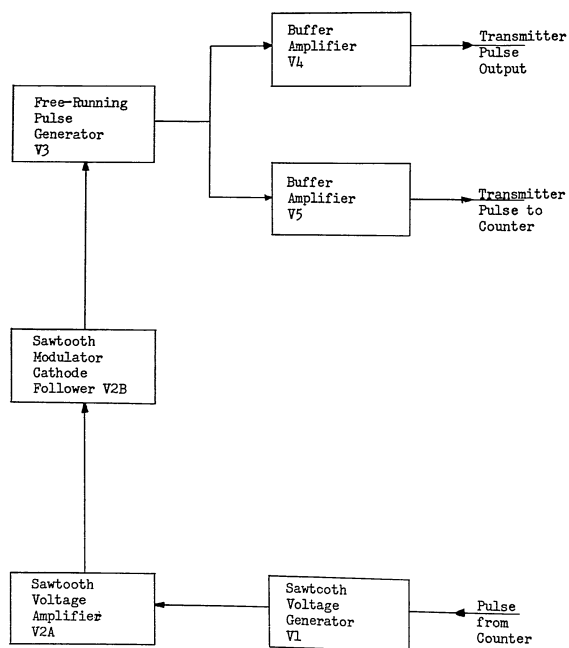 Buffer
Amplifier
V4
Transmitter
Pulse
Output
Free-Running
Pulse
Generator
V3
Buffer
Amplifier
V5
Transmitter
Pulse to
Counter
Sawtooth
Modulator
Cathode
Follower V2B
Sawtooth
Voltage
Amplifier
V2A
Sawtooth
Voltage
Generator
V1
Pulse
from
Counter